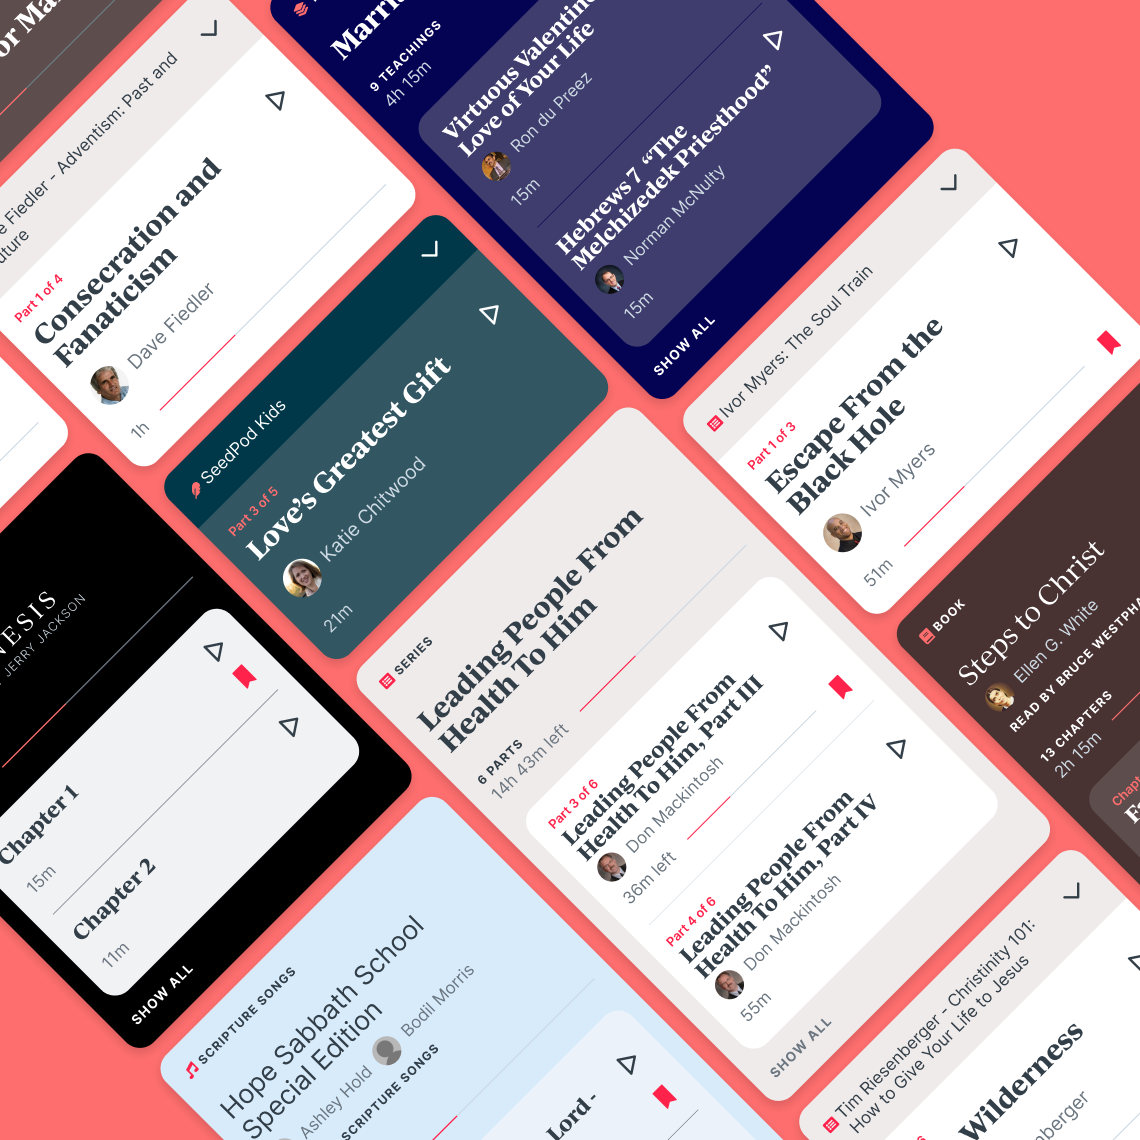 or Ma
e Fiedler - Adventism: Past and
uture
Part 1 of 4
Consecration and
Fanaticism
Dave Fiedler
1h
9 TEACHINGS
4h 15m
Virtuous Valentin
Love of Your Life
Ron du Preez
15m
Hebrews 7 “The
Melchizedek Priesthood”
Norman McNulty
15m
SHOW ALL
SeedPod Kids
Part 3 of 5
Love’s Greatest Gift
Katie Chitwood
21m
Ivor Myers: The Soul Train
Part 1 of 3
Escape From the
Black Hole
Ivor Myers
51m
NESIS
JERRY JACKSON
Chapter 1
15m
Chapter 2
11m
SHOW ALL
SERIES
Leading People From
Health To Him
6 PARTS
14h 43m left
Part 3 of 6
Leading People From
Health To Him, Part III
Don Mackintosh
36m left
Part 4 of 6
Leading People From
Health To Him, Part IV
Don Mackintosh
55m
SHOW ALL
BOOK
Steps to Christ
Ellen G. White
READ BY BRUCE WESTPHA
13 CHAPTERS
2h 15m
Chapt
SCRIPTURE SONGS
Hope Sabbath School
Special Edition
Ashley Hold
Bodil Morris
SCRIPTURE SONGS
Lord -
Tim Riesenberger - Christinity 101:
How to Give Your Life to Jesus
Wilderness
nberger